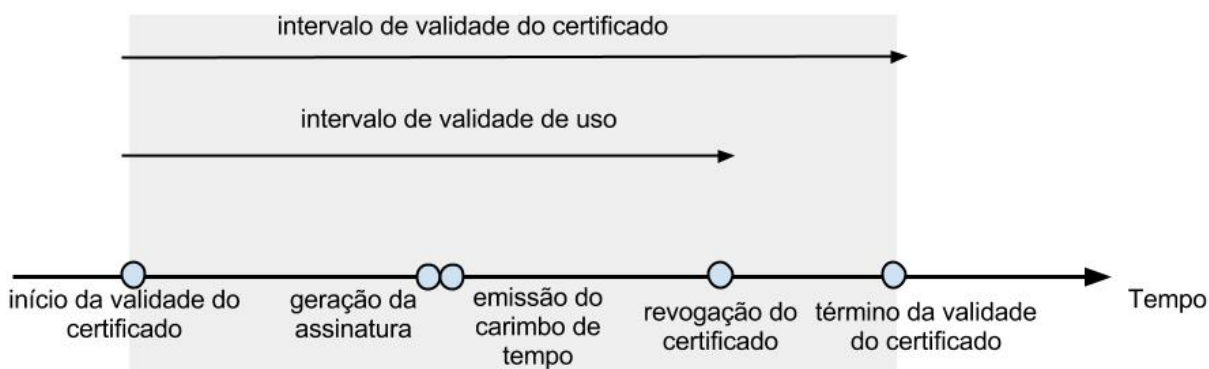 intervalo de validade do certificado
intervalo de validade de uso
início da validade do
certificado
geração da
assinatura
emissão do
carimbo de
tempo
revogação do
certificado
término da validade
do certificado
Tempo